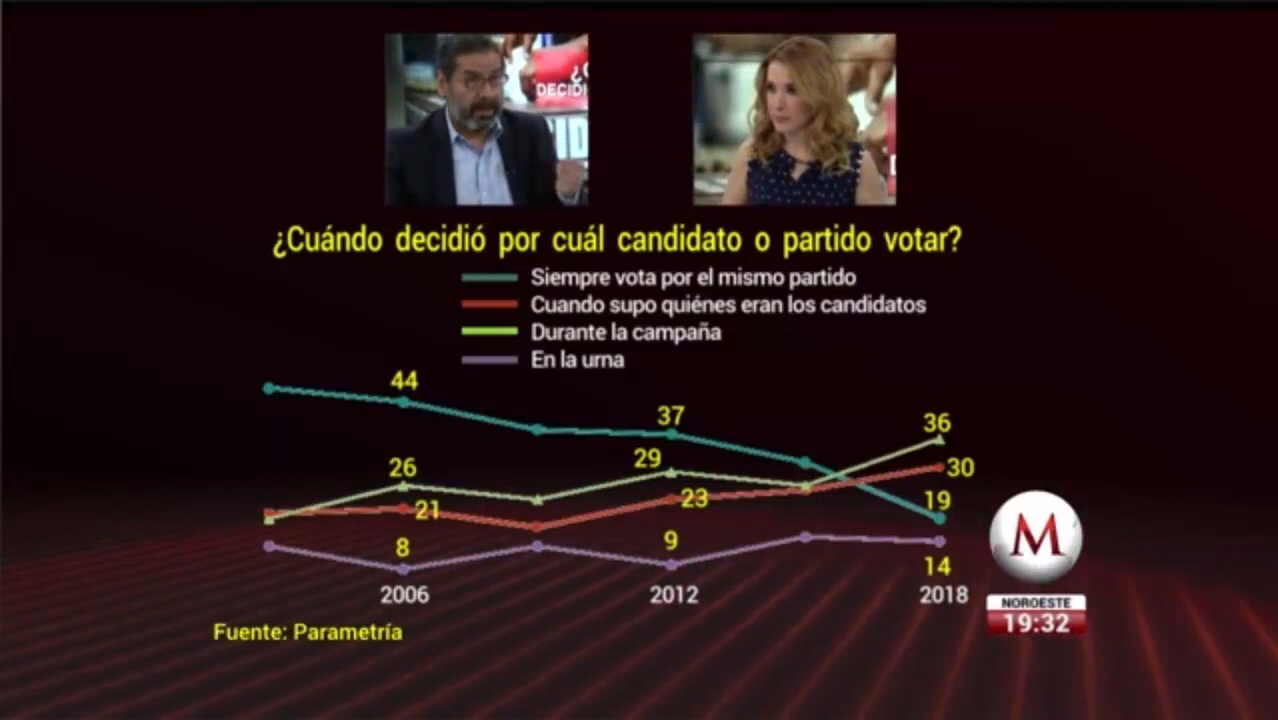 ¿C
DECIDI
ID
¿Cuándo decidió por cuál candidato o partido votar?
Siempre vota por el mismo partido
Cuando supo quiénes eran los candidatos
Durante la campaña
En la urna
44
37
36
26
29
30
21
23
19
8
9
14
2006
2012
2018
M
NOROESTE
19:32
Fuente: Parametría